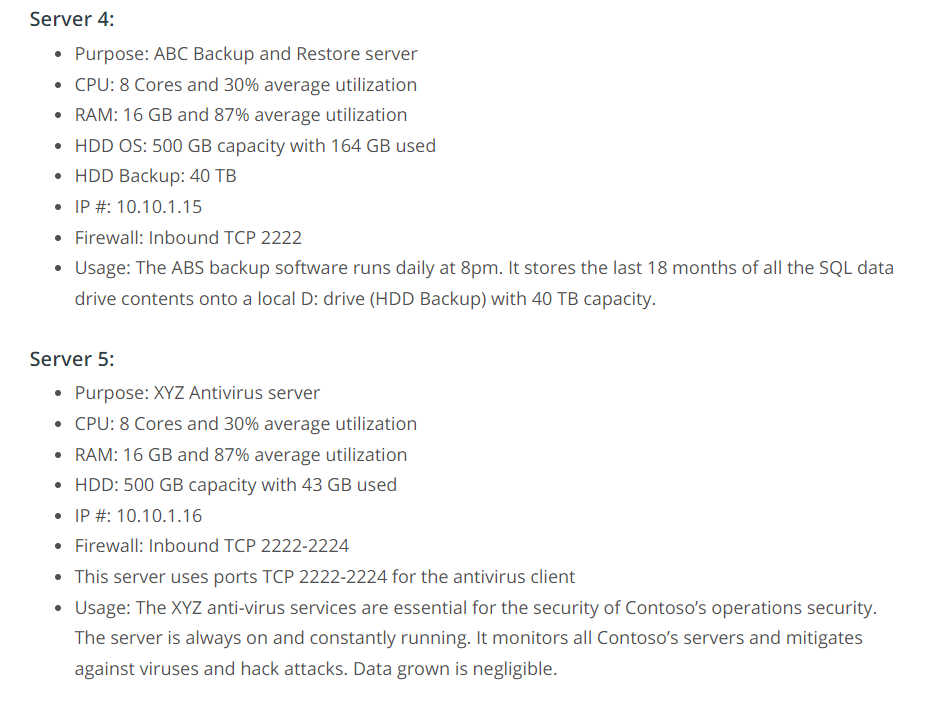 Server 4:
• Purpose: ABC Backup and Restore server
• CPU: 8 Cores and 30% average utilization
• RAM: 16 GB and 87% average utilization
• HDD OS: 500 GB capacity with 164 GB used
• HDD Backup: 40 TB
• IP #: 10.10.1.15
• Firewall: Inbound TCP 2222
• Usage: The ABS backup software runs daily at 8pm. It stores the last 18 months of all the SQL data
drive contents onto a local D: drive (HDD Backup) with 40 TB capacity.
Server 5:
• Purpose: XYZ Antivirus server
• CPU: 8 Cores and 30% average utilization
• RAM: 16 GB and 87% average utilization
• HDD: 500 GB capacity with 43 GB used
• IP #: 10.10.1.16
• Firewall: Inbound TCP 2222-2224
• This server uses ports TCP 2222-2224 for the antivirus client
• Usage: The XYZ anti-virus services are essential for the security of Contoso’s operations security.
The server is always on and constantly running. It monitors all Contoso’s servers and mitigates
against viruses and hack attacks. Data grown is negligible.